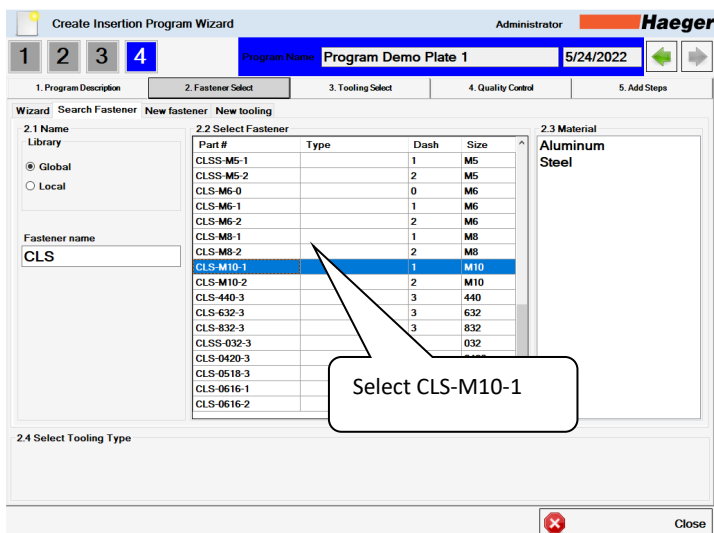 Create Insertion Program Wizard Administrator Haeger
1 2 3 4 Program Name Program Demo Plate 1 5/24/2022
1. Program Description 2. Fastener Select 3. Tooling Select 4. Quality Control 5. Add Steps
Wizard Search Fastener New fastener New tooling
2.1 Name
Library
Global
Local
Fastener name
CLS
2.2 Select Fastener
Part # Type Dash Size
CLSS-M5-1 1 M5
CLSS-M5-2 2 M5
CLS-M6-0 0 M6
CLS-M6-1 1 M6
CLS-M6-2 2 M6
CLS-M8-1 1 M8
CLS-M8-2 2 M8
CLS-M10-1 1 M10
CLS-M10-2 2 M10
CLS-440-3 3 440
CLS-632-3 3 632
CLS-832-3 3 832
CLSS-032-3 032
CLS-0420-3
CLS-0518-3
CLS-0616-1
CLS-0616-2
Select CLS-M10-1
2.3 Material
Aluminum
Steel
2.4 Select Tooling Type
Close